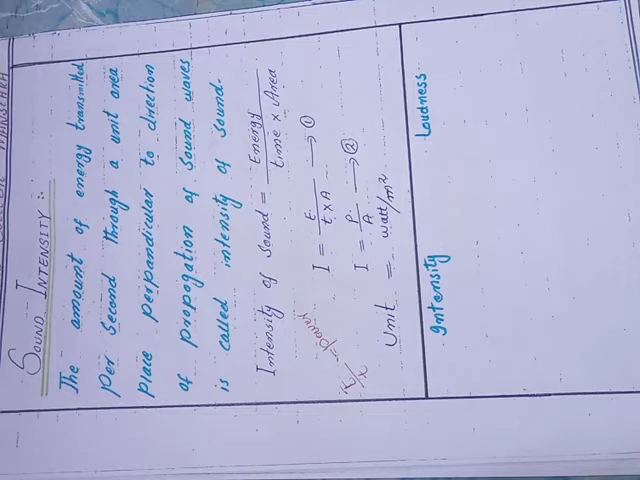 SOUND INTENSITY :-
The amount of energy transmitted
per Second through a unit area
place perpandicular to direction
of propogation of Sound waves
is called intensity of sound.
Intensity of Sound = Energy / time × Area
I = E / t × A → ①
I = P / A → ②
Unit = watt/m²
Intensity Loudness